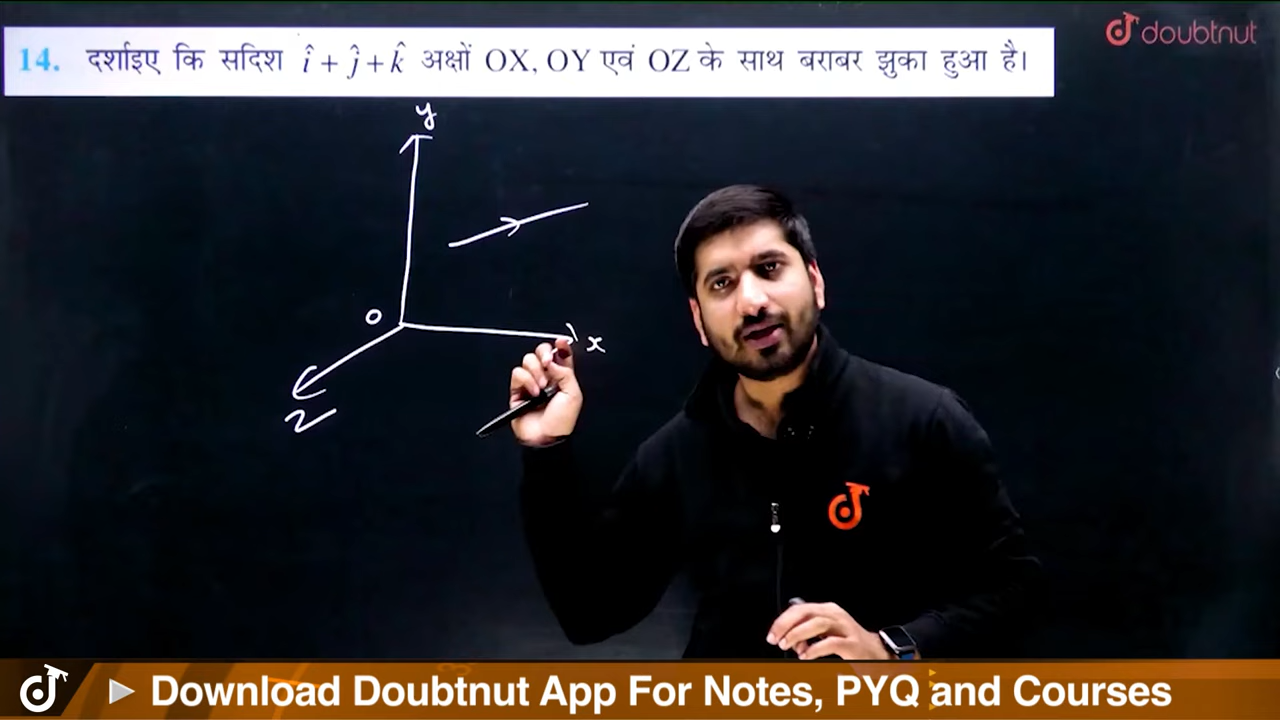 doubtnut
14. दर्शाइए कि सदिश î + ĵ + k̂ अक्षों OX, OY एवं OZ के साथ बराबर झुका हुआ है।
y
O
x
z
Download Doubtnut App For Notes, PYQ and Courses